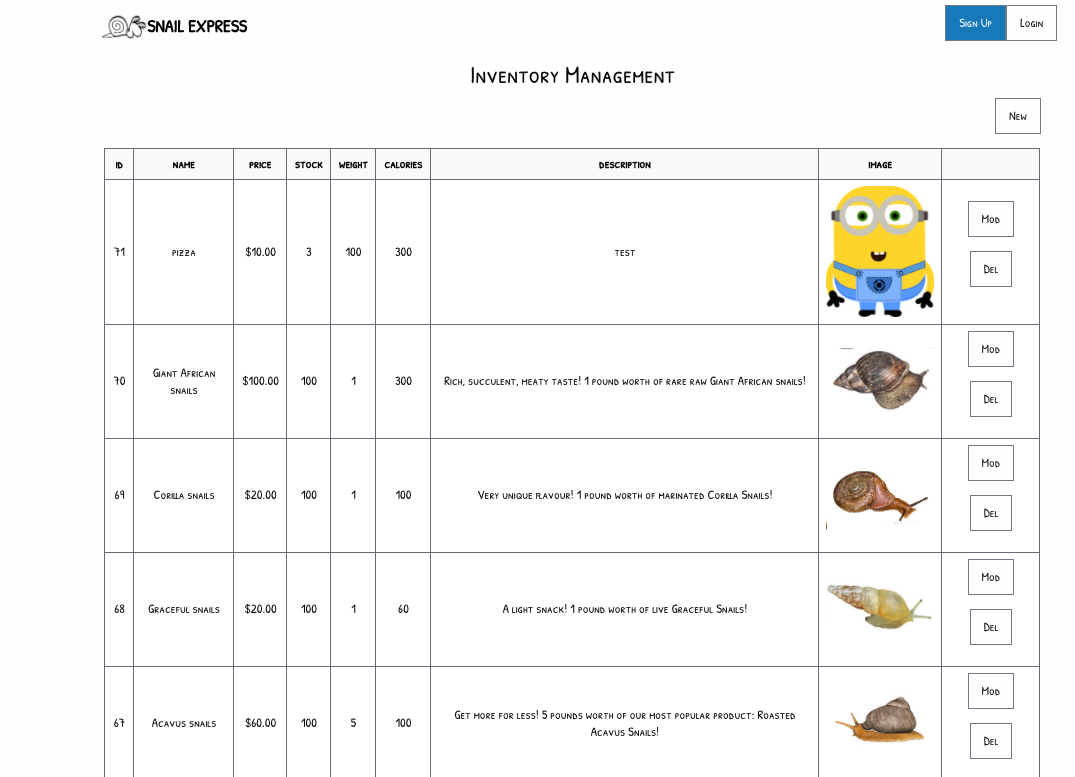 SNAIL EXPRESS
Sign Up
Login
Inventory Management
New
ID NAME PRICE STOCK WEIGHT CALORIES DESCRIPTION IMAGE
71 pizza $10.00 3 100 300 test
Mod
Del
70 Giant African snails $100.00 100 1 300 Rich, succulent, meaty taste! 1 pound worth of rare raw Giant African snails!
Mod
Del
69 Corilla snails $20.00 100 1 100 Very unique flavour! 1 pound worth of marinated Corilla Snails!
Mod
Del
68 Graceful snails $20.00 100 1 60 A light snack! 1 pound worth of live Graceful Snails!
Mod
Del
67 Acavus snails $60.00 100 5 100 Get more for less! 5 pounds worth of our most popular product: Roasted
Acavus Snails!
Mod
Del